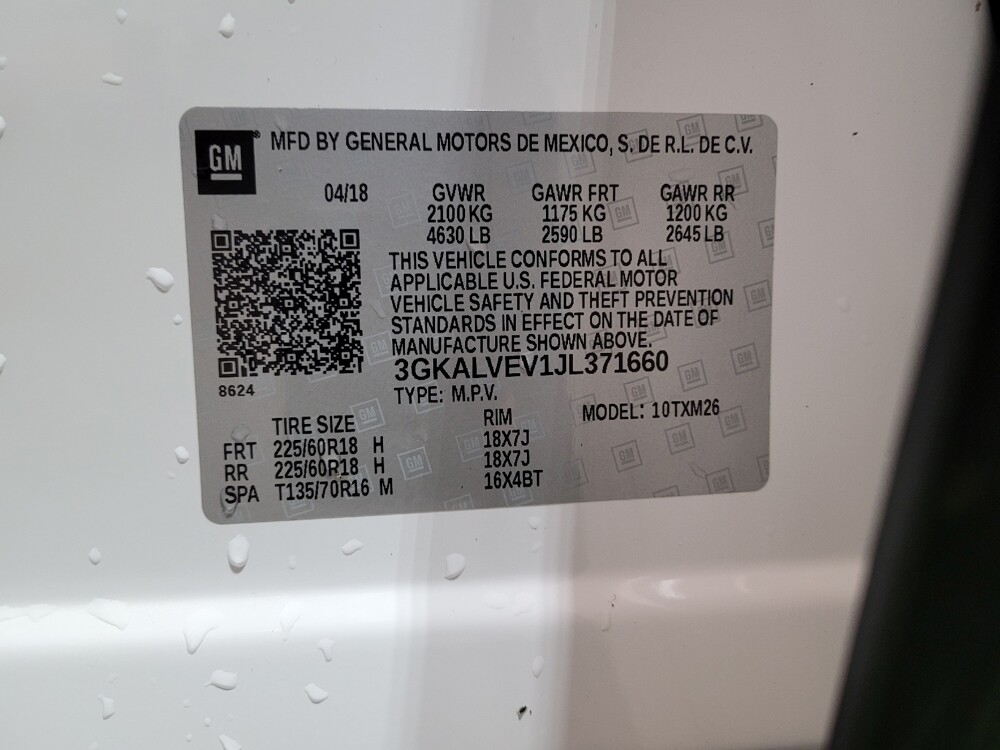 GM® MFD BY GENERAL MOTORS DE MEXICO, S. DE R.L. DE C.V.
04/18 GVWR GAWR FRT GAWR RR
2100 KG 1175 KG 1200 KG
4630 LB 2590 LB 2645 LB
THIS VEHICLE CONFORMS TO ALL
APPLICABLE U.S. FEDERAL MOTOR
VEHICLE SAFETY AND THEFT PREVENTION
STANDARDS IN EFFECT ON THE DATE OF
MANUFACTURE SHOWN ABOVE.
3GKALVEV1JL371660
8624
TYPE: M.P.V.
MODEL: 10TXM26
TIRE SIZE RIM
FRT 225/60R18 H 18X7J
RR 225/60R18 H 18X7J
SPA T135/70R16 M 16X4BT